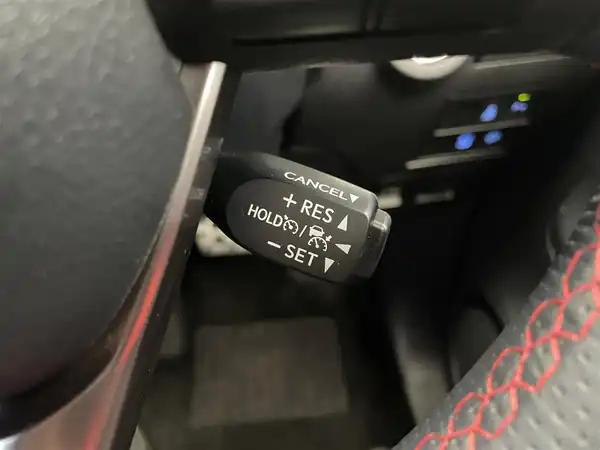 CANCEL▼
+ RES ▲
HOLD / ◀
− SET ▼